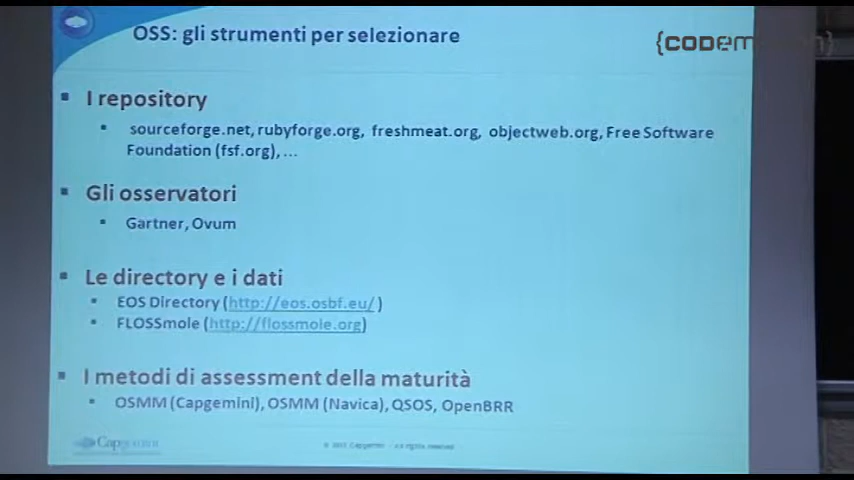 OSS: gli strumenti per selezionare
{CODEMOTION}
I repository
sourceforge.net, rubyforge.org, freshmeat.org, objectweb.org, Free Software
Foundation (fsf.org), ...
Gli osservatori
Gartner, Ovum
Le directory e i dati
EOS Directory (http://eos.osbf.eu/ )
FLOSSmole (http://flossmole.org)
I metodi di assessment della maturità
OSMM (Capgemini), OSMM (Navica), QSOS, OpenBRR
Capgemini